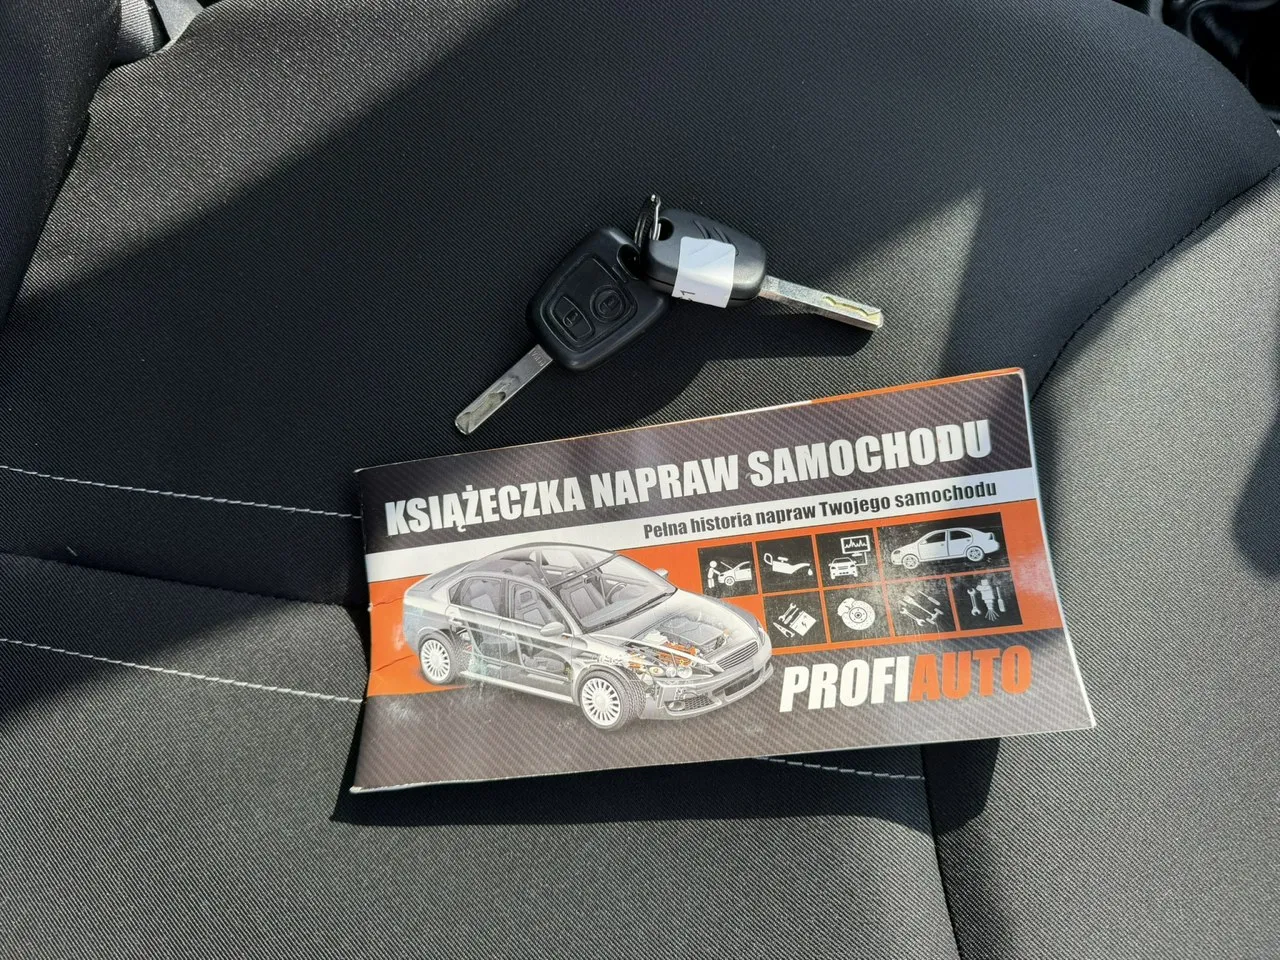 KSIĄŻECZKA NAPRAW SAMOCHODU
Pełna historia napraw Twojego samochodu
PROFIAUTO